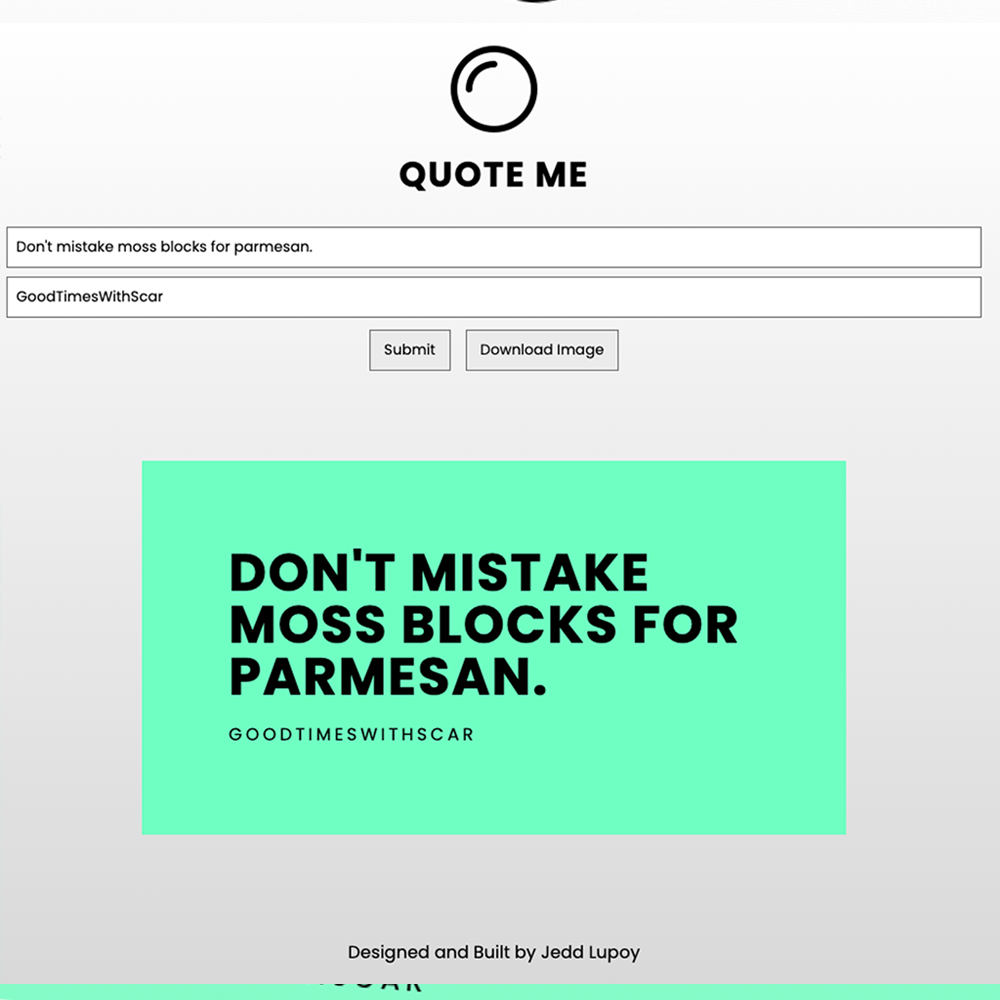 QUOTE ME
Don't mistake moss blocks for parmesan.
GoodTimesWithScar
Submit
Download Image
DON'T MISTAKE
MOSS BLOCKS FOR
PARMESAN.
GOODTIMESWITHSCAR
Designed and Built by Jedd Lupoy